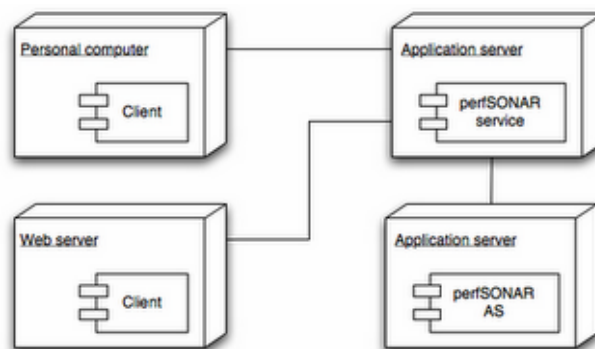 Personal computer
Client
Application server
perfSONAR
service
Web server
Client
Application server
perfSONAR
AS